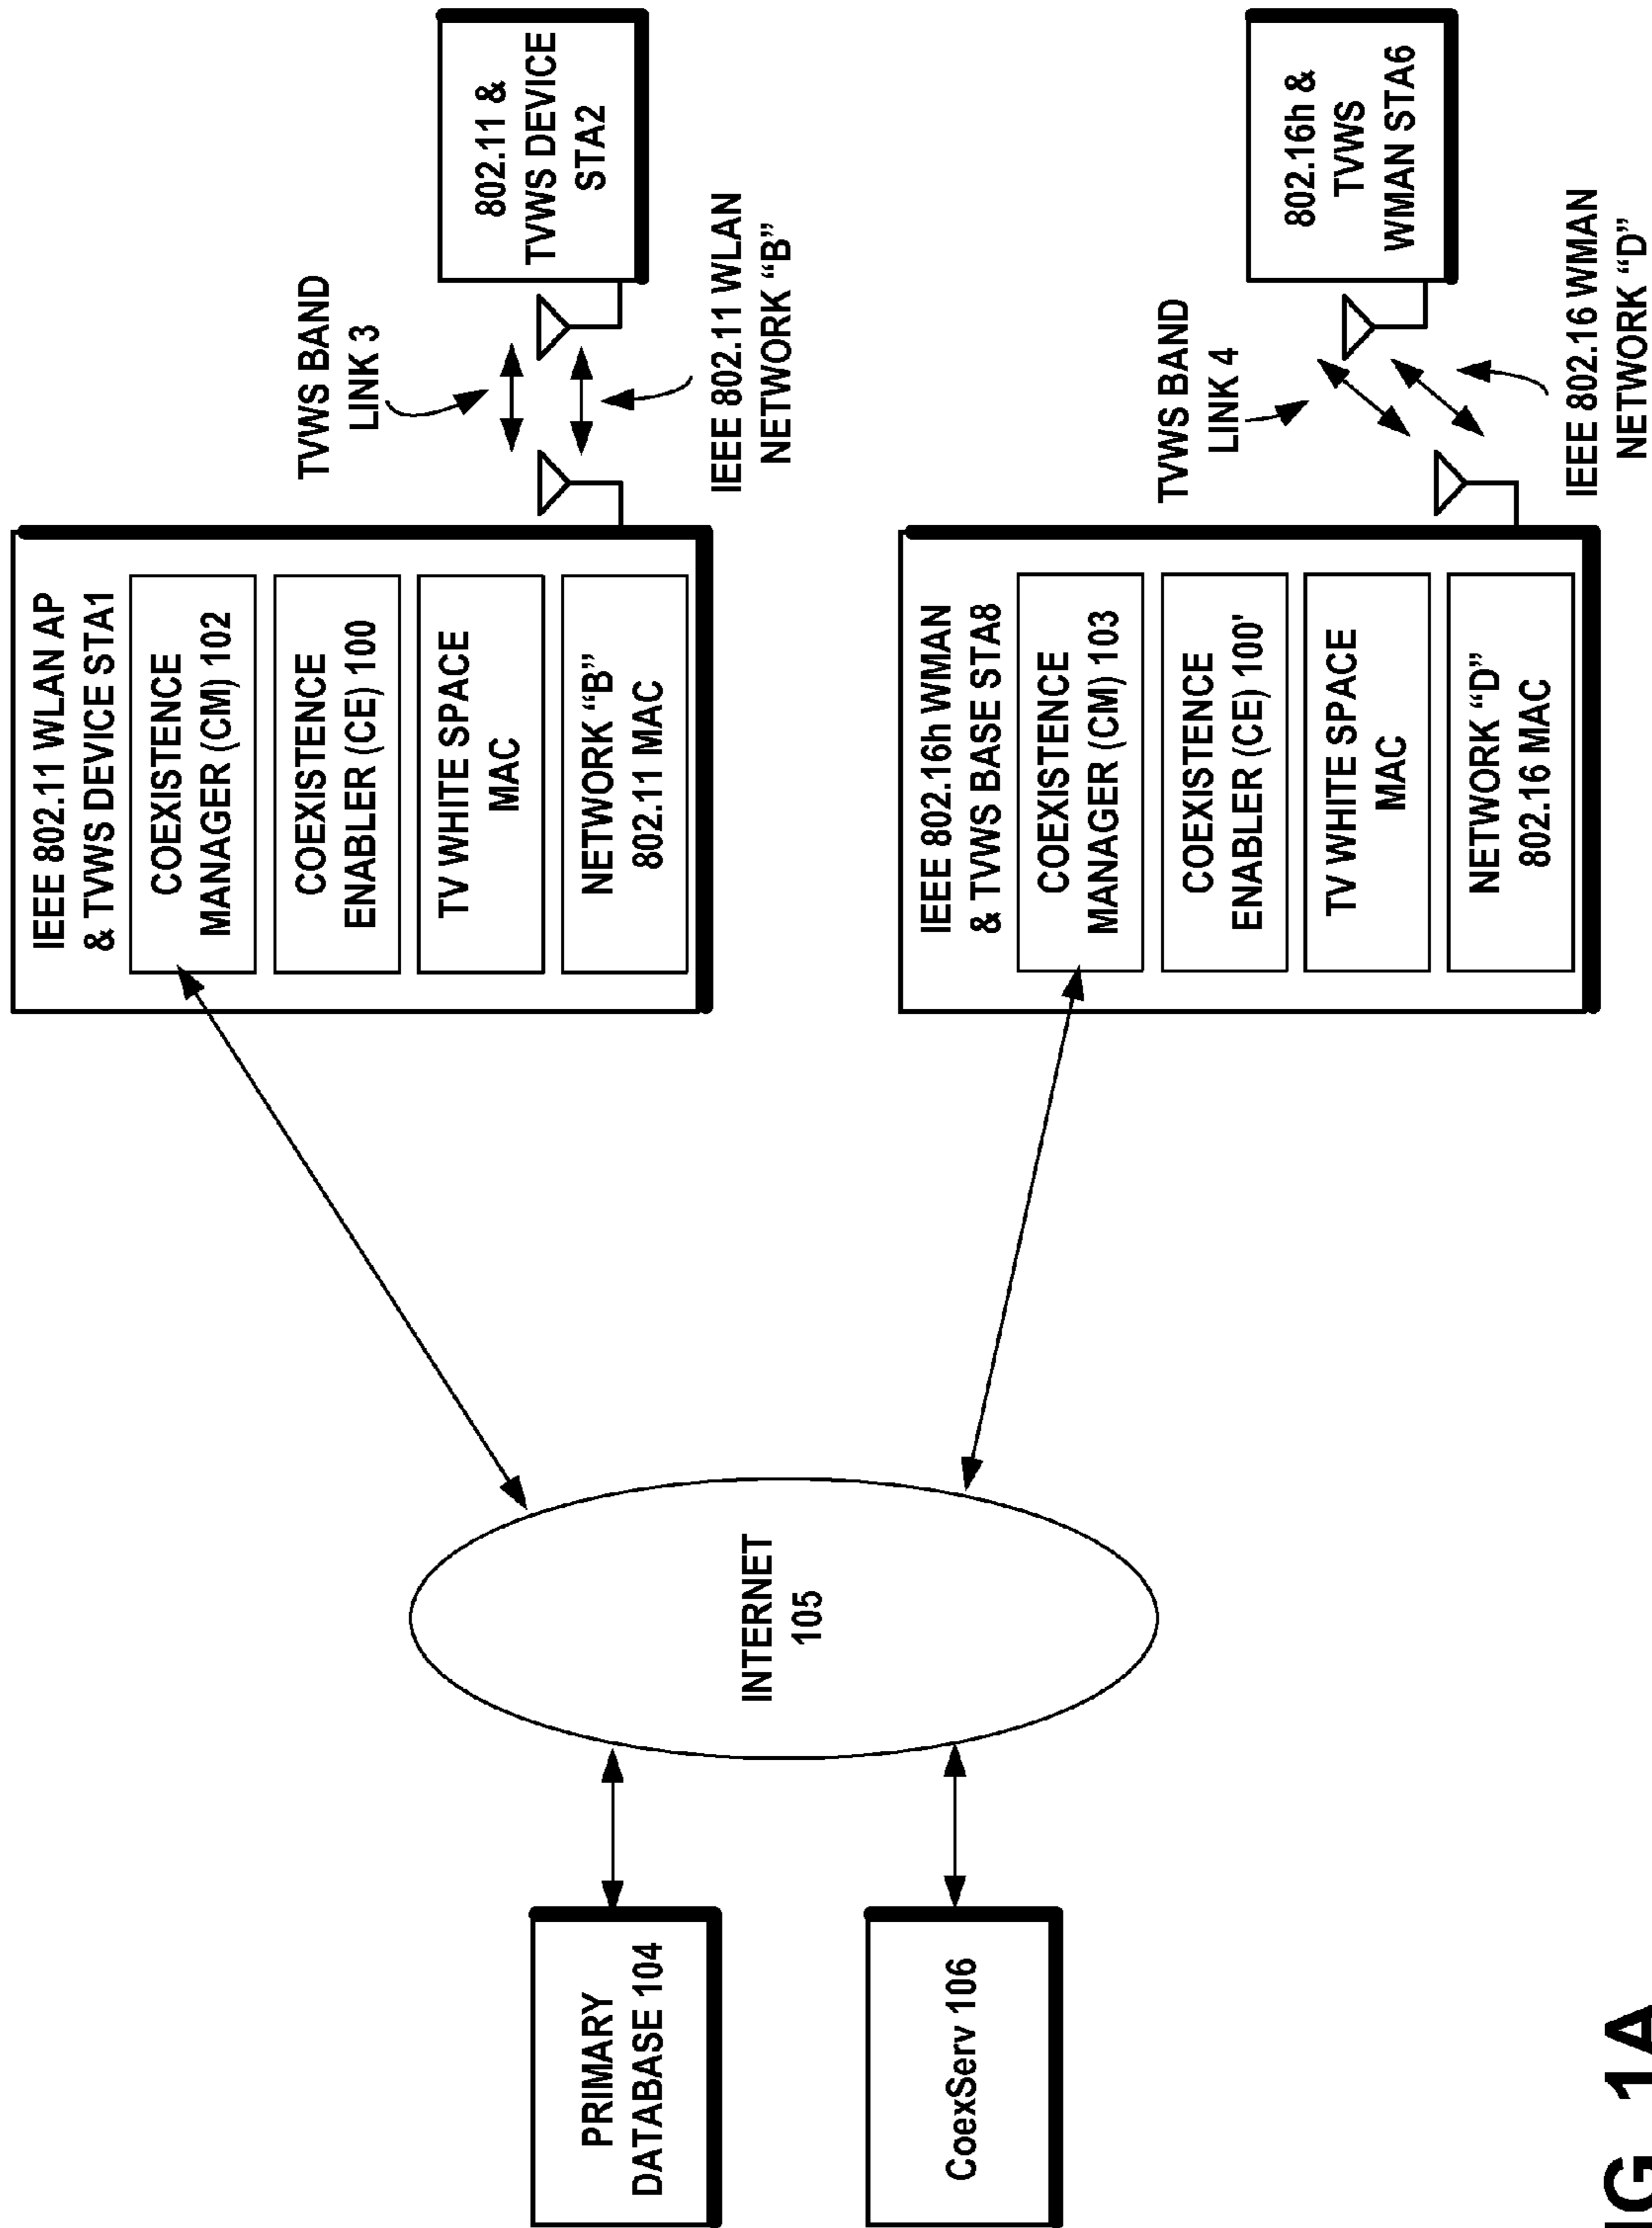 PRIMARY
DATABASE 104
CoexServ 106
INTERNET
105
IEEE 802.11 WLAN AP
& TVWS DEVICE STA1
COEXISTENCE
MANAGER (CM) 102
COEXISTENCE
ENABLER (CE) 100
TV WHITE SPACE
MAC
NETWORK “B”
802.11 MAC
TVWS BAND
LINK 3
IEEE 802.11 WLAN
NETWORK “B”
802.11 &
TVWS DEVICE
STA2
IEEE 802.16h WMAN
& TVWS BASE STA8
COEXISTENCE
MANAGER (CM) 103
COEXISTENCE
ENABLER (CE) 100'
TV WHITE SPACE
MAC
NETWORK “D”
802.16 MAC
TVWS BAND
LINK 4
IEEE 802.16 WMAN
NETWORK “D”
802.16h &
TVWS
WMAN STA6
IG 1A